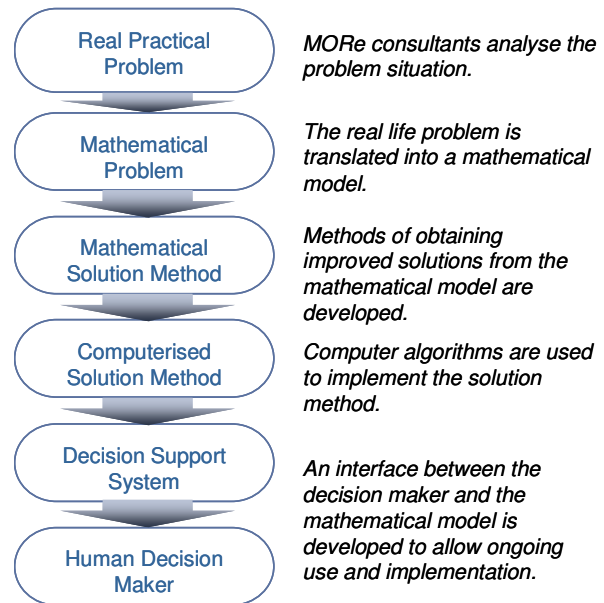 Real Practical
Problem
MORe consultants analyse the
problem situation.
Mathematical
Problem
The real life problem is
translated into a mathematical
model.
Mathematical
Solution Method
Methods of obtaining
improved solutions from the
mathematical model are
developed.
Computerised
Solution Method
Computer algorithms are used
to implement the solution
method.
Decision Support
System
An interface between the
decision maker and the
mathematical model is
developed to allow ongoing
use and implementation.
Human Decision
Maker